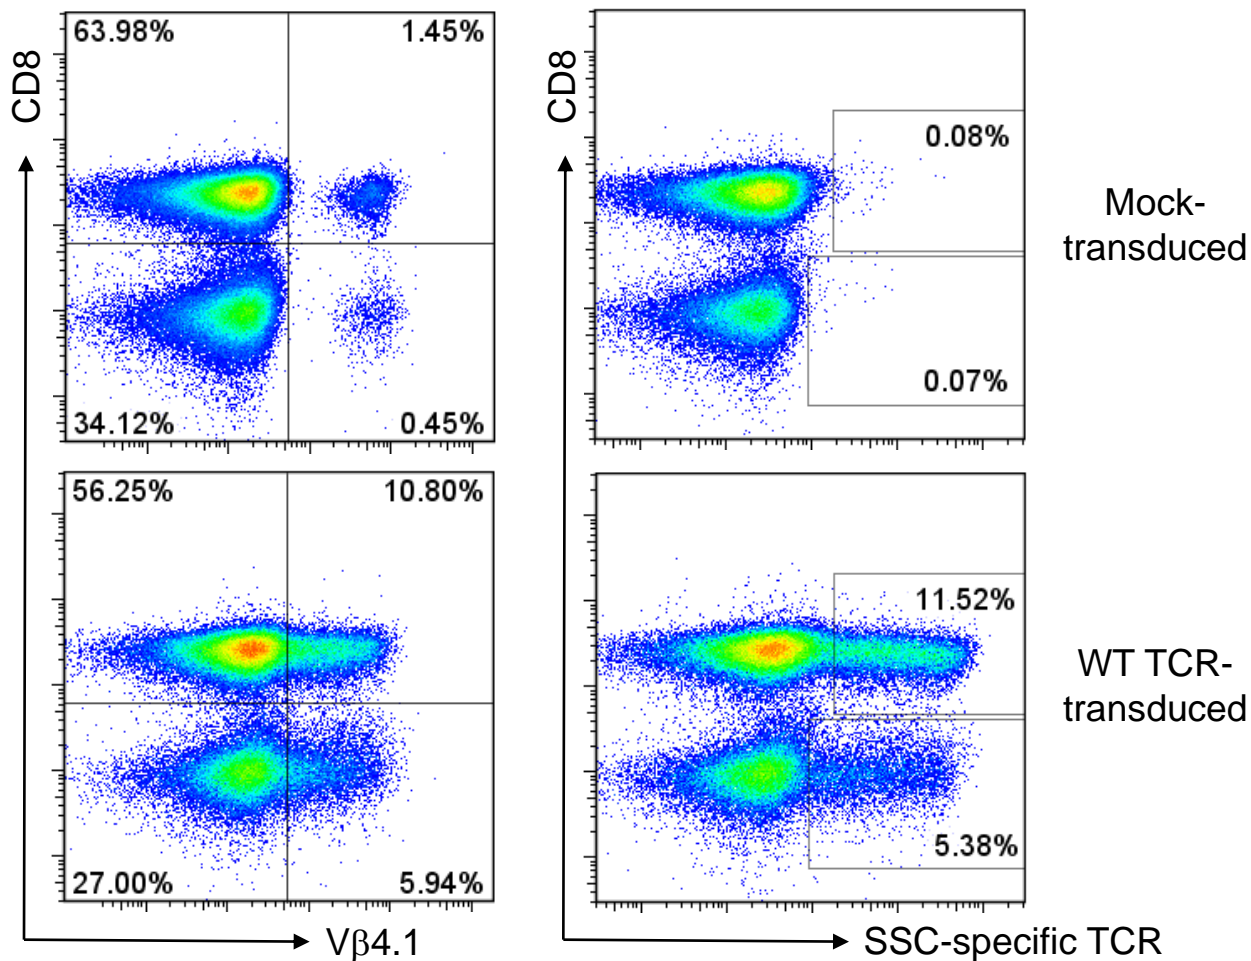 63.98%
1.45%
CD8
34.12%
0.45%
CD8
0.08%
0.07%
Mock-
transduced
56.25%
10.80%
27.00%
5.94%
Vβ4.1
11.52%
5.38%
SSC-specific TCR
WT TCR-
transduced